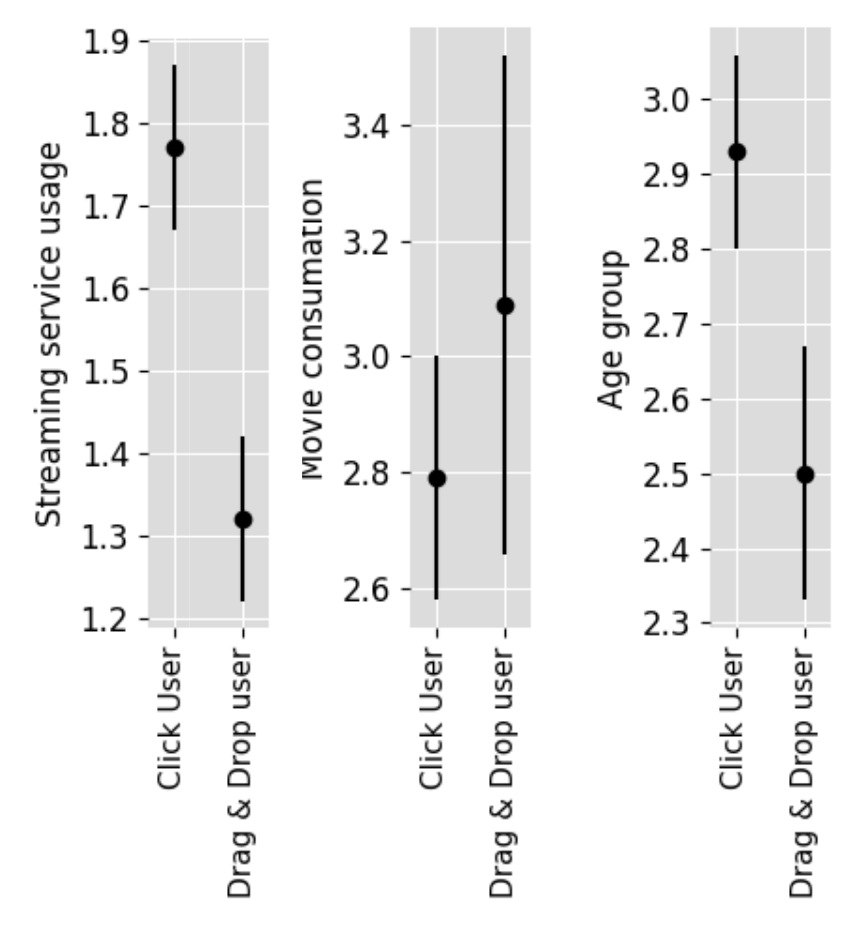 Streaming service usage
1.9
1.8
1.7
1.6
1.5
1.4
1.3
1.2
Click User
Drag & Drop user
Movie consumation
3.4
3.2
3.0
2.8
2.6
Click User
Drag & Drop user
Age group
3.0
2.9
2.8
2.7
2.6
2.5
2.4
2.3
Click User
Drag & Drop user